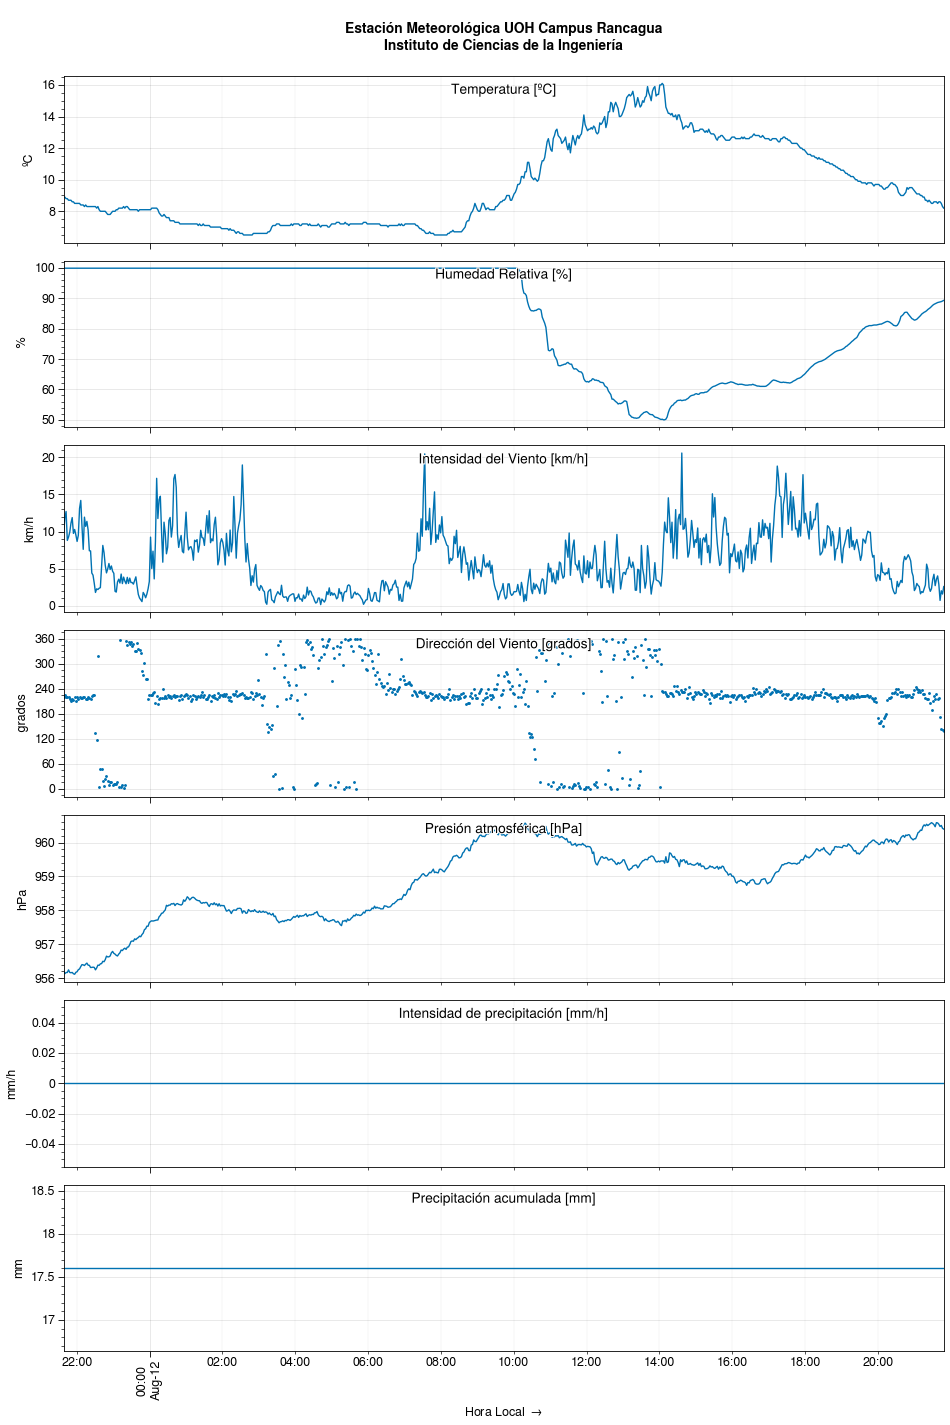 Estación Meteorológica UOH Campus Rancagua
Instituto de Ciencias de la Ingeniería
Temperatura [ºC]
16
14
12
10
8
ºC
Humedad Relativa [%]
100
90
80
70
60
50
%
Intensidad del Viento [km/h]
20
15
10
5
0
km/h
Dirección del Viento [grados]
360
300
240
180
120
60
0
grados
Presión atmosférica [hPa]
960
959
958
957
956
hPa
Intensidad de precipitación [mm/h]
0.04
0.02
0
−0.02
−0.04
mm/h
Precipitación acumulada [mm]
18.5
18
17.5
17
mm
22:00
00:00
Aug-12
02:00
04:00
06:00
08:00
10:00
12:00
14:00
16:00
18:00
20:00
Hora Local →